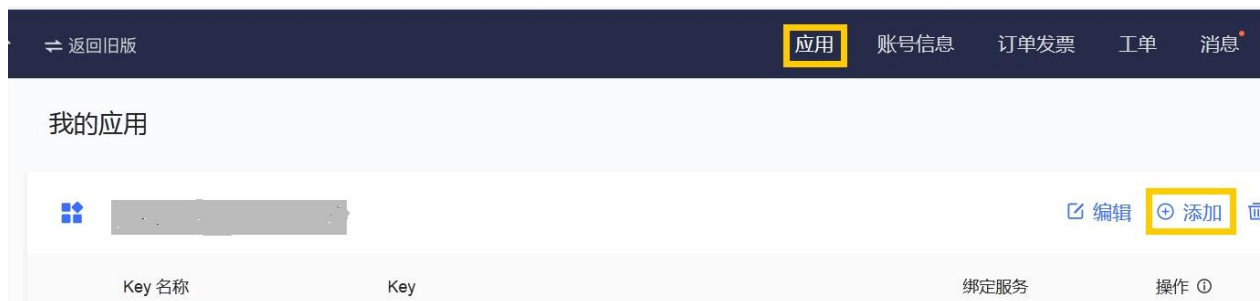 返回旧版 应用 账号信息 订单发票 工单 消息
我的应用
编辑 添加
Key 名称 Key 绑定服务 操作